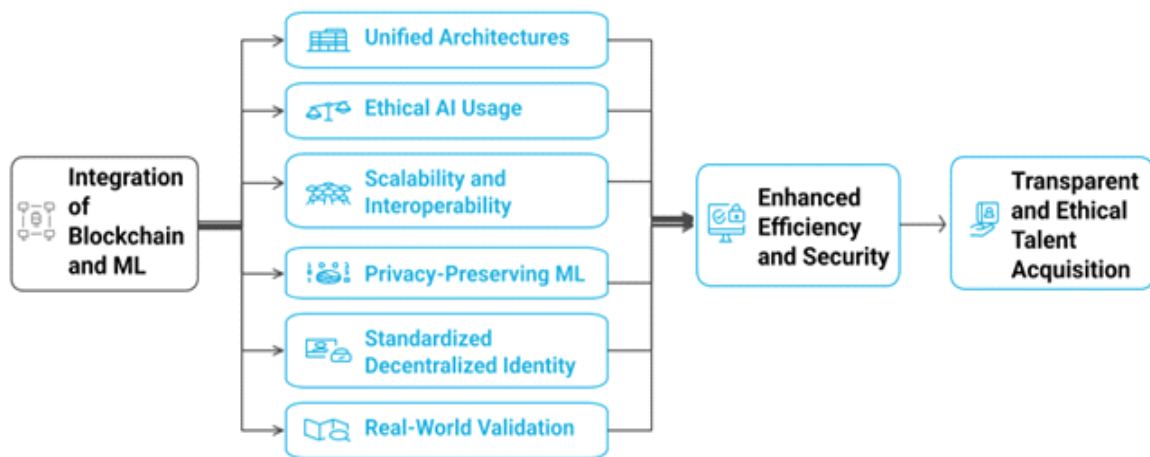 Integration
of
Blockchain
and ML
Unified Architectures
Ethical AI Usage
Scalability and
Interoperability
Privacy-Preserving ML
Standardized
Decentralized Identity
Real-World Validation
Enhanced
Efficiency
and Security
Transparent
and Ethical
Talent
Acquisition